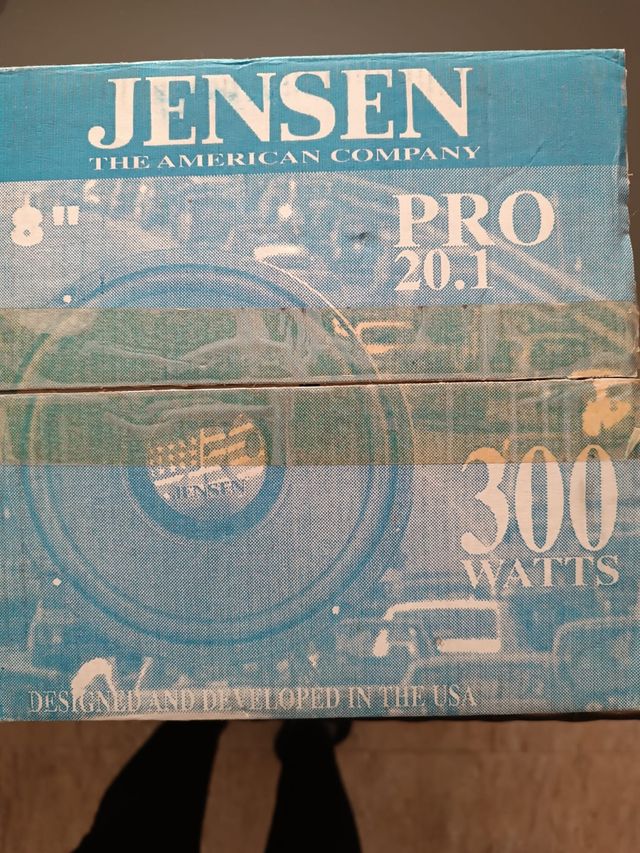 JENSEN
THE AMERICAN COMPANY
8"
PRO
20.1
JENSEN
300
WATTS
DESIGNED AND DEVELOPED IN THE USA